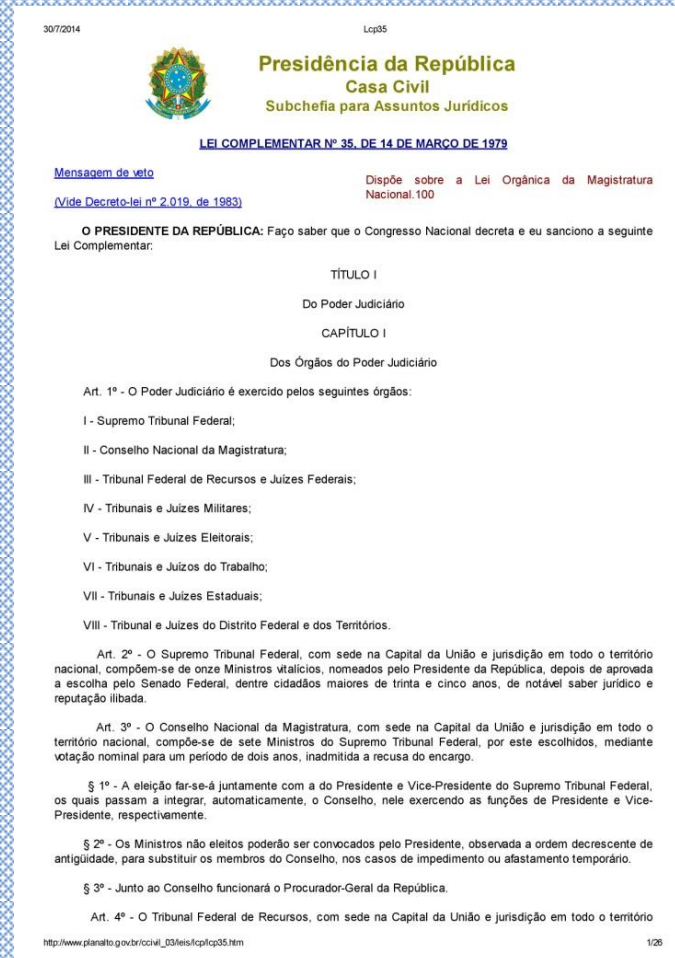 30/7/2014 Lcp35
Presidência da República
Casa Civil
Subchefia para Assuntos Jurídicos
LEI COMPLEMENTAR Nº 35, DE 14 DE MARÇO DE 1979
Mensagem de veto
(Vide Decreto-lei nº 2.019, de 1983)
Dispõe sobre a Lei Orgânica da Magistratura
Nacional.100
O PRESIDENTE DA REPÚBLICA: Faço saber que o Congresso Nacional decreta e eu sanciono a seguinte
Lei Complementar:
TÍTULO I
Do Poder Judiciário
CAPÍTULO I
Dos Órgãos do Poder Judiciário
Art. 1º - O Poder Judiciário é exercido pelos seguintes órgãos:
I - Supremo Tribunal Federal;
II - Conselho Nacional da Magistratura;
III - Tribunal Federal de Recursos e Juízes Federais;
IV - Tribunais e Juízes Militares;
V - Tribunais e Juízes Eleitorais;
VI - Tribunais e Juízos do Trabalho;
VII - Tribunais e Juízes Estaduais;
VIII - Tribunal e Juízes do Distrito Federal e dos Territórios.
Art. 2º - O Supremo Tribunal Federal, com sede na Capital da União e jurisdição em todo o território
nacional, compõem-se de onze Ministros vitalícios, nomeados pelo Presidente da República, depois de aprovada
a escolha pelo Senado Federal, dentre cidadãos maiores de trinta e cinco anos, de notável saber jurídico e
reputação ilibada.
Art. 3º - O Conselho Nacional da Magistratura, com sede na Capital da União e jurisdição em todo o
território nacional, compõe-se de sete Ministros do Supremo Tribunal Federal, por este escolhidos, mediante
votação nominal para um período de dois anos, inadmitida a recusa do encargo.
§ 1º - A eleição far-se-á juntamente com a do Presidente e Vice-Presidente do Supremo Tribunal Federal,
os quais passam a integrar, automaticamente, o Conselho, nele exercendo as funções de Presidente e Vice-
Presidente, respectivamente.
§ 2º - Os Ministros não eleitos poderão ser convocados pelo Presidente, observada a ordem decrescente de
antigüidade, para substituir os membros do Conselho, nos casos de impedimento ou afastamento temporário.
§ 3º - Junto ao Conselho funcionará o Procurador-Geral da República.
Art. 4º - O Tribunal Federal de Recursos, com sede na Capital da União e jurisdição em todo o território
http://www.planalto.gov.br/ccivil_03/leis/lcp/lcp35.htm 1/26